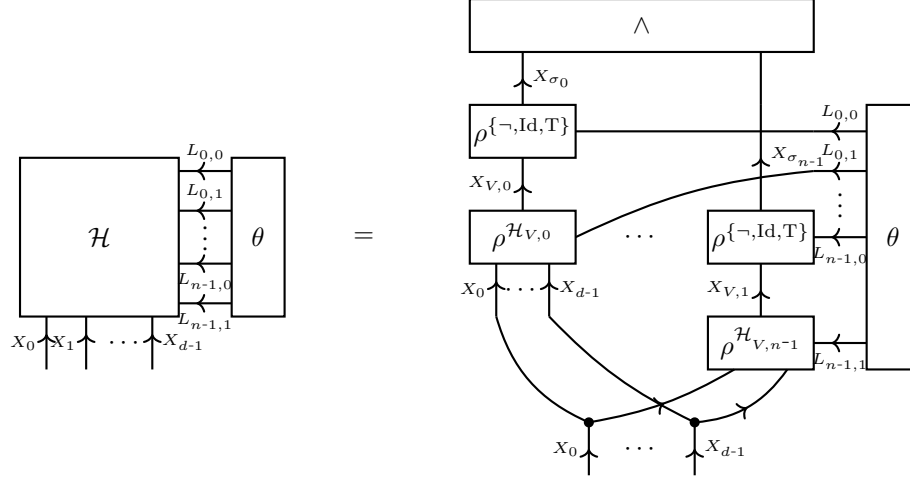 ∧
X_{σ_0}
ρ^{\{¬,Id,T\}}
L_{0,0}
L_{0,0}
X_{σ_{n-1}}
L_{0,1}
X_{V,0}
L_{0,1}
⋮
H
⋮
θ
=
ρ^{H_{V,0}}
···
ρ^{\{¬,Id,T\}}
θ
L_{n-1,0}
L_{n-1,0}
X_0 ··· X_{d-1}
X_{V,1}
L_{n-1,1}
X_0 X_1 ··· X_{d-1}
ρ^{H_{V,n-1}}
L_{n-1,1}
X_0 ··· X_{d-1}